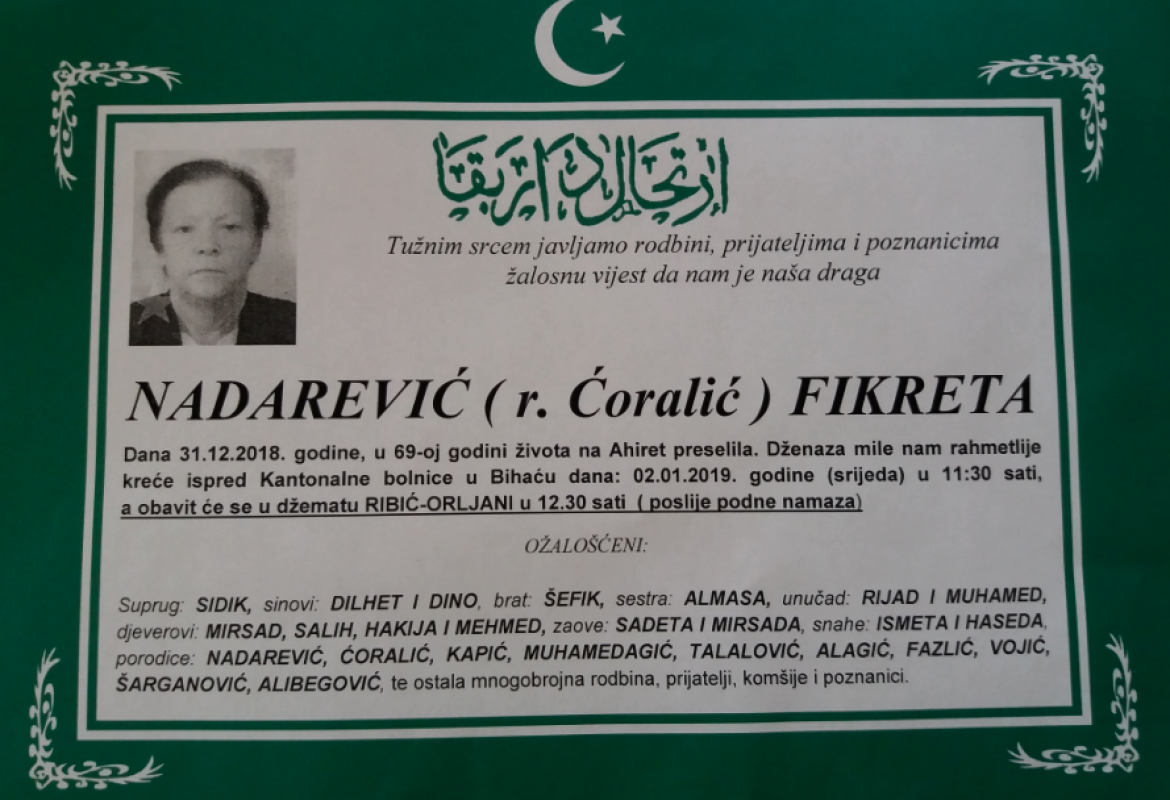 ارتحال دار بقا
Tužnim srcem javljamo rodbini, prijateljima i poznanicima
žalosnu vijest da nam je naša draga
NADAREVIĆ ( r. Ćoralić ) FIKRETA
Dana 31.12.2018. godine, u 69-oj godini života na Ahiret preselila. Dženaza mile nam rahmetlije
kreće ispred Kantonalne bolnice u Bihaću dana: 02.01.2019. godine (srijeda) u 11:30 sati,
a obavit će se u džematu RIBIĆ-ORLJANI u 12.30 sati ( poslije podne namaza)
OŽALOŠĆENI:
Suprug: SIDIK, sinovi: DILHET I DINO, brat: ŠEFIK, sestra: ALMASA, unučad: RIJAD I MUHAMED,
djeverovi: MIRSAD, SALIH, HAKIJA I MEHMED, zaove: SADETA I MIRSADA, snahe: ISMETA I HASEDA,
porodice: NADAREVIĆ, ĆORALIĆ, KAPIĆ, MUHAMEDAGIĆ, TALALOVIĆ, ALAGIĆ, FAZLIĆ, VOJIĆ,
ŠARGANOVIĆ, ALIBEGOVIĆ, te ostala mnogobrojna rodbina, prijatelji, komšije i poznanici.